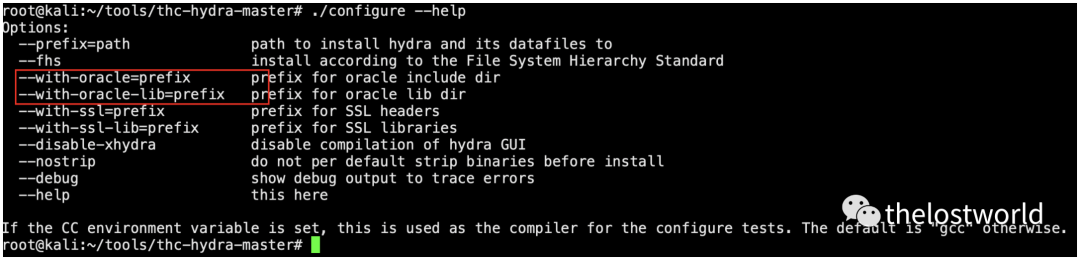 root@kali:~/tools/thc-hydra-master# ./configure --help
Options:
  --prefix=path              path to install hydra and its datafiles to
  --fhs                      install according to the File System Hierarchy Standard
  --with-oracle=prefix       prefix for oracle include dir
  --with-oracle-lib=prefix   prefix for oracle lib dir
  --with-ssl=prefix          prefix for SSL headers
  --with-ssl-lib=prefix      prefix for SSL libraries
  --disable-xhydra           disable compilation of hydra GUI
  --nostrip                  do not per default strip binaries before install
  --debug                    show debug output to trace errors
  --help                     this here
thelostworld
If the CC environment variable is set, this is used as the compiler for the configure tests. The default is "gcc" otherwise.
root@kali:~/tools/thc-hydra-master#